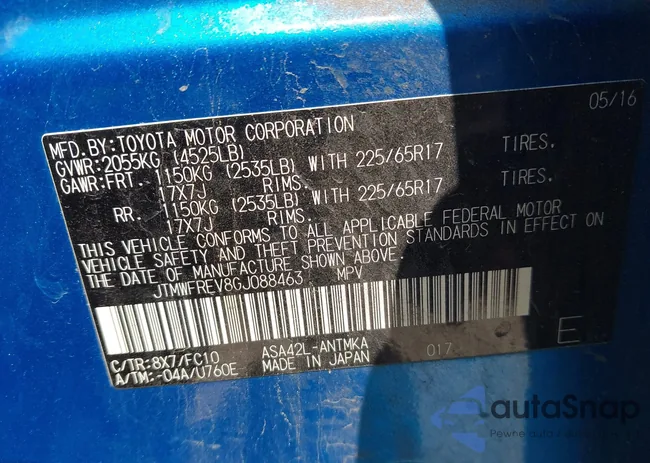 05/16
MFD.BY:TOYOTA MOTOR CORPORATION
GVWR:2055KG (4525LB)
GAWR:FRT. 1150KG (2535LB) WITH 225/65R17 TIRES.
17X7J RIMS.
RR. 1150KG (2535LB) WITH 225/65R17 TIRES.
17X7J RIMS.
THIS VEHICLE CONFORMS TO ALL APPLICABLE FEDERAL MOTOR
VEHICLE SAFETY AND THEFT PREVENTION STANDARDS IN EFFECT ON
THE DATE OF MANUFACTURE SHOWN ABOVE.
JTMWFREV8GJ088463 MPV
C/TR:8X7/FC10 ASA42L-ANTMKA 017 E
A/TM:-04A/U760E MADE IN JAPAN
autaSnap
Pewne auta